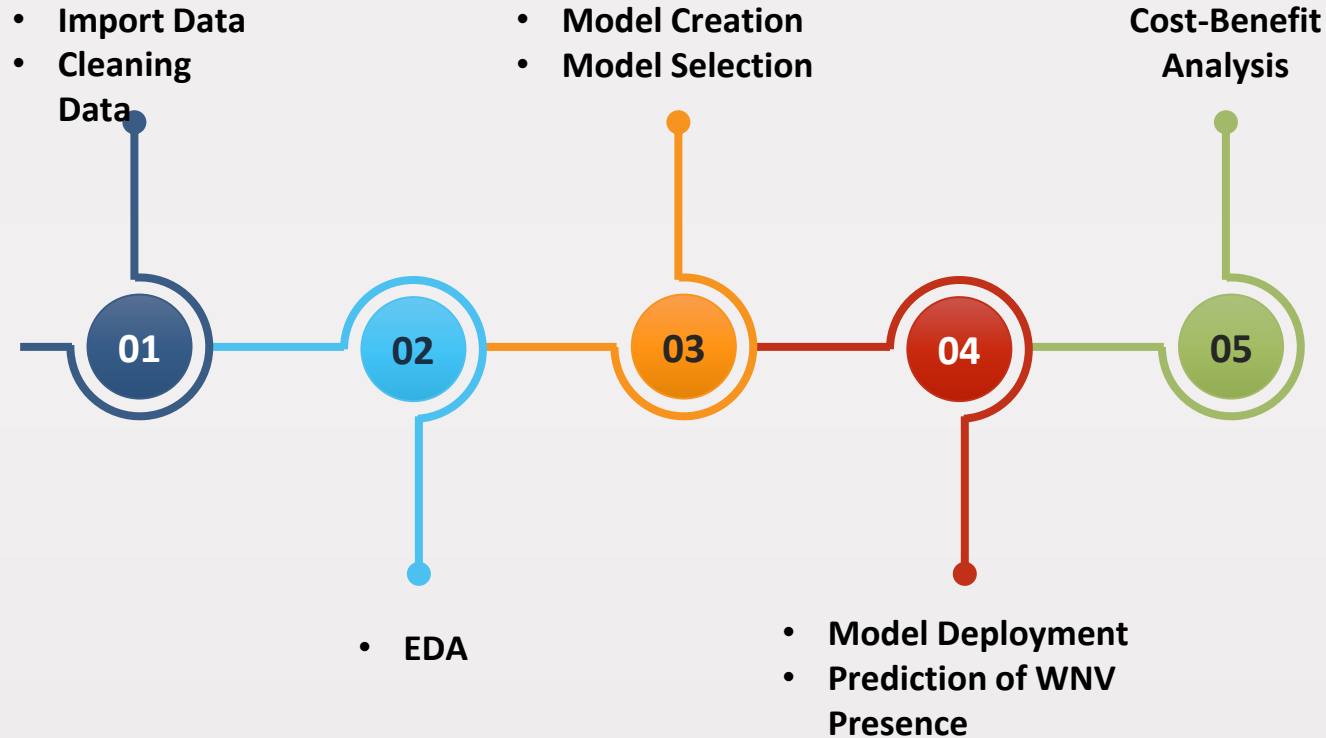 • Import Data
• Cleaning
Data
• Model Creation
• Model Selection
Cost-Benefit
Analysis
01
02
03
04
05
• EDA
• Model Deployment
• Prediction of WNV
Presence